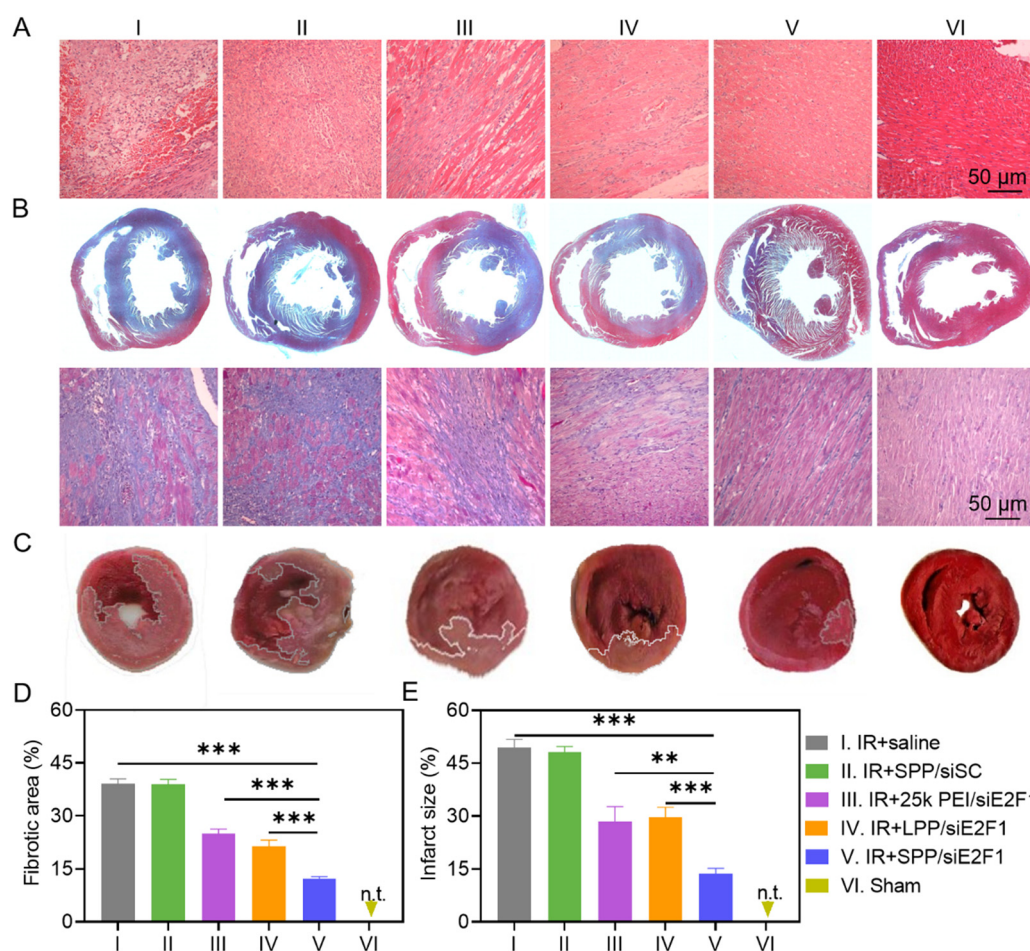 A
I II III IV V VI
50 µm
B
50 µm
C
D
Fibrotic area (%)
60
45
30
15
0
***
***
***
n.t.
I II III IV V VI
E
Infarct size (%)
60
45
30
15
0
***
**
***
n.t.
I II III IV V VI
I. IR+saline
II. IR+SPP/siSC
III. IR+25k PEI/siE2F1
IV. IR+LPP/siE2F1
V. IR+SPP/siE2F1
VI. Sham